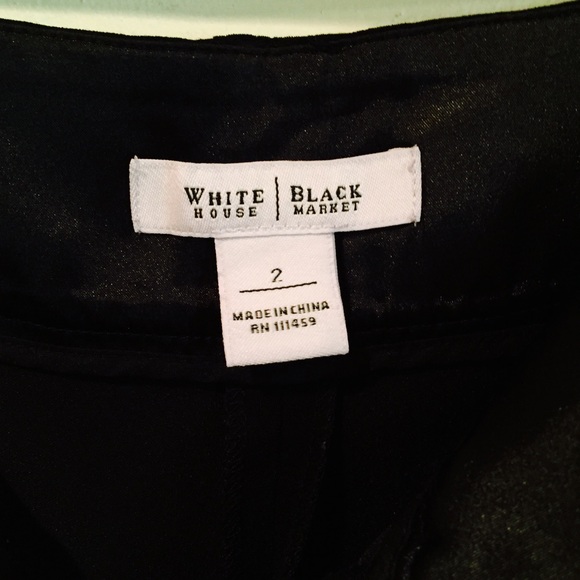 WHITE | BLACK
HOUSE | MARKET
2
MADE IN CHINA
RN 111459